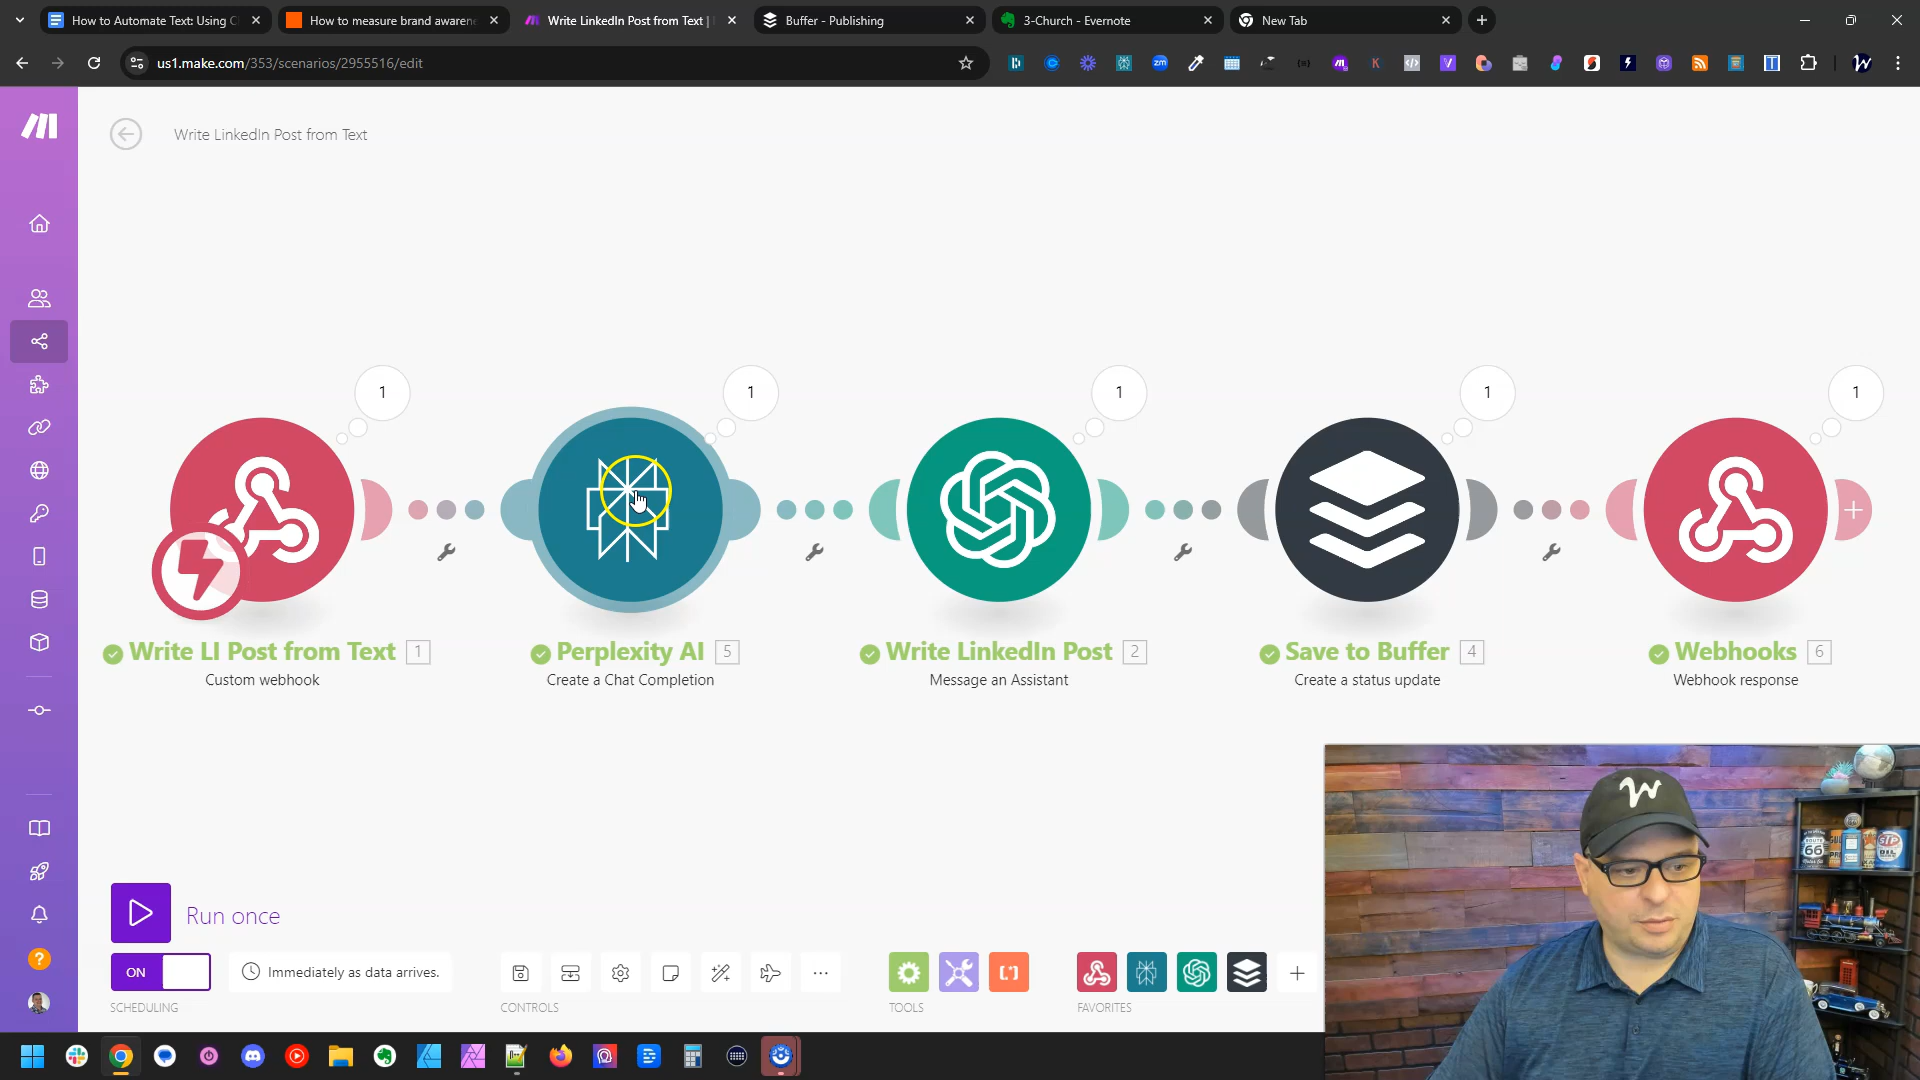 How to Automate Text: Using C
How to measure brand awaren
Write LinkedIn Post from Text |
Buffer - Publishing
3-Church - Evernote
New Tab
us1.make.com/353/scenarios/2955516/edit
Write LinkedIn Post from Text
1
1
1
1
1
Write LI Post from Text 1
Custom webhook
Perplexity AI 5
Create a Chat Completion
Write LinkedIn Post 2
Message an Assistant
Save to Buffer 4
Create a status update
Webhooks 6
Webhook response
Run once
ON
Immediately as data arrives.
SCHEDULING
CONTROLS
TOOLS
FAVORITES